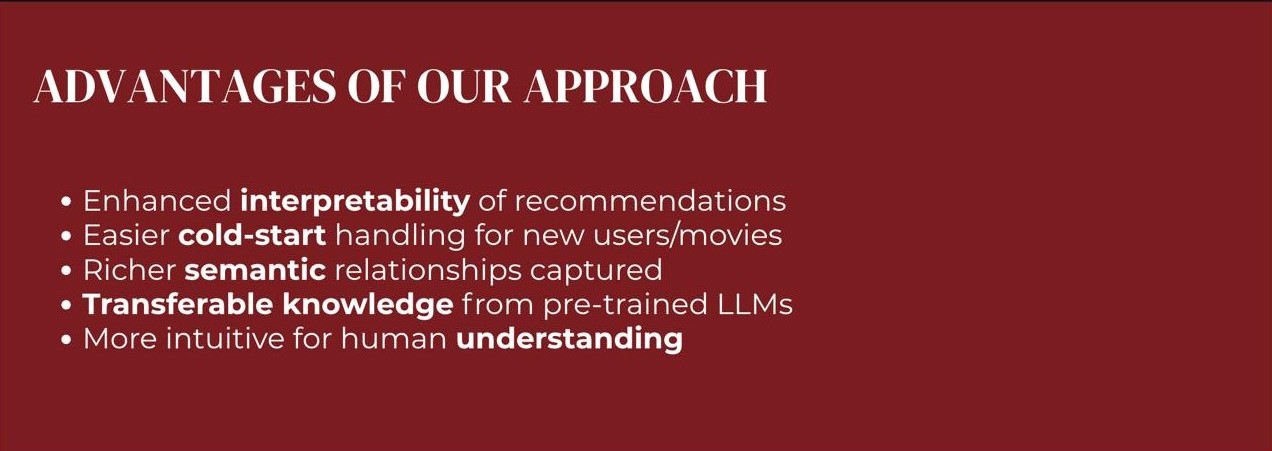 ADVANTAGES OF OUR APPROACH
• Enhanced interpretability of recommendations
• Easier cold-start handling for new users/movies
• Richer semantic relationships captured
• Transferable knowledge from pre-trained LLMs
• More intuitive for human understanding